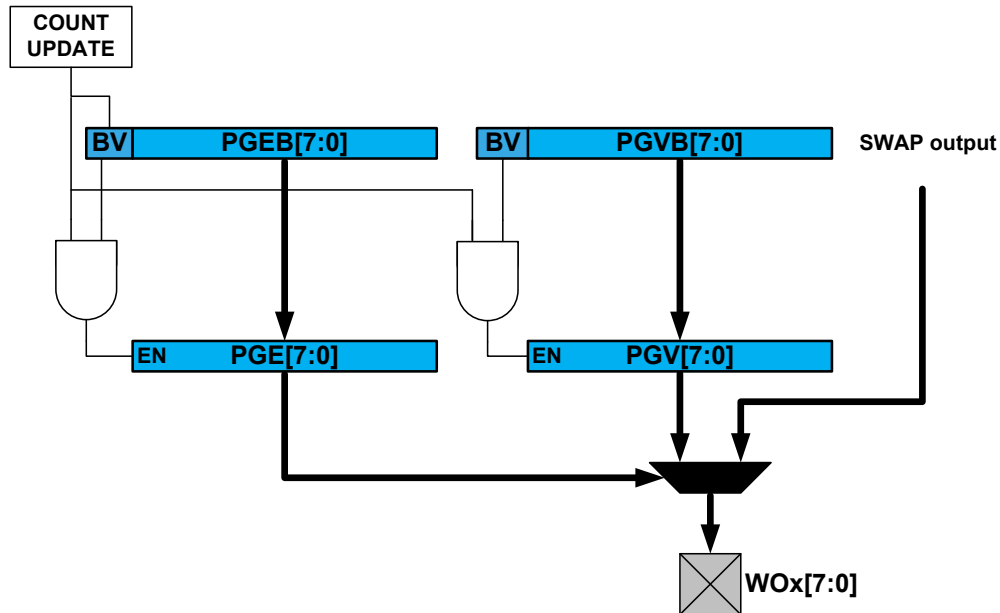 COUNT
UPDATE
BV PGEB[7:0]
BV PGVB[7:0]
SWAP output
EN PGE[7:0]
EN PGV[7:0]
WOx[7:0]